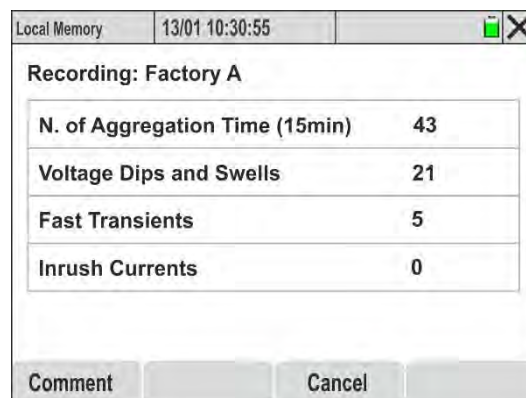 Local Memory 13/01 10:30:55
Recording: Factory A
N. of Aggregation Time (15min) 43
Voltage Dips and Swells 21
Fast Transients 5
Inrush Currents 0
Comment Cancel